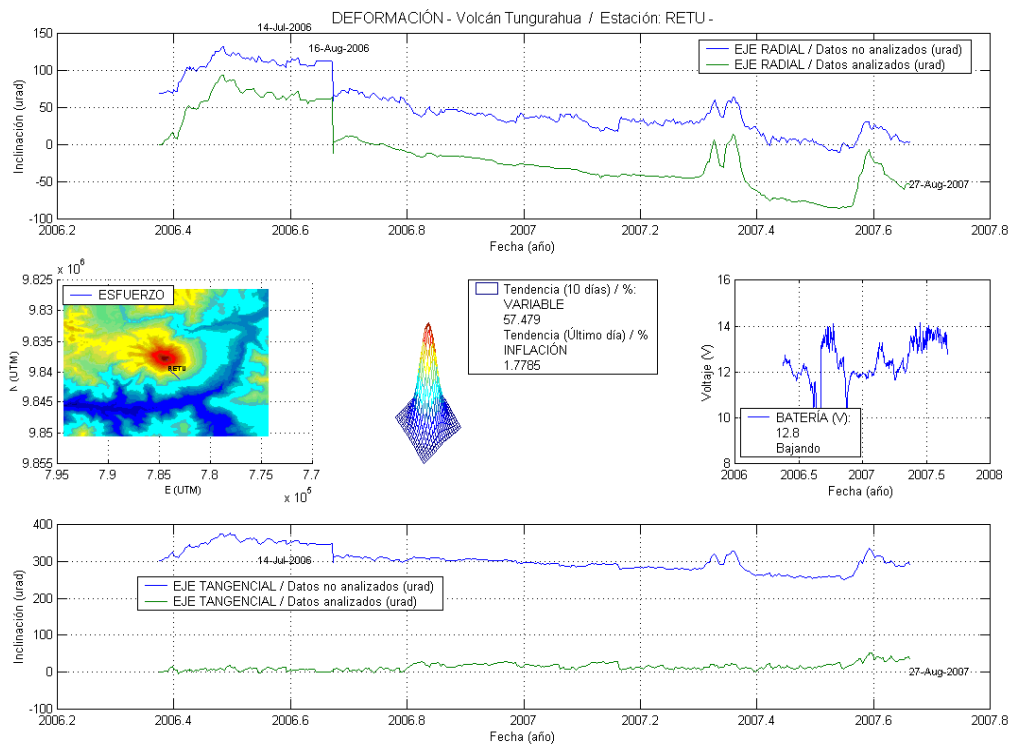 DEFORMACIÓN - Volcán Tungurahua / Estación: RETU -
14-Jul-2006
16-Aug-2006
EJE RADIAL / Datos no analizados (urad)
EJE RADIAL / Datos analizados (urad)
150
100
50
0
-50
-100
Inclinación (urad)
27-Aug-2007
2006.2 2006.4 2006.6 2006.8 2007 2007.2 2007.4 2007.6 2007.8
Fecha (año)
x 10^6
9.825
9.83
9.835
9.84
9.845
9.85
9.855
N (UTM)
ESFUERZO
RETU
7.95 7.9 7.85 7.8 7.75 7.7
E (UTM)
x 10^5
Tendencia (10 días) / %:
VARIABLE
57.479
Tendencia (Último día) / %
INFLACIÓN
1.7785
16
14
12
10
8
Voltaje (V)
BATERÍA (V):
12.8
Bajando
2006 2006.5 2007 2007.5 2008
Fecha (año)
400
300
200
100
0
-100
Inclinación (urad)
14-Jul-2006
EJE TANGENCIAL / Datos no analizados (urad)
EJE TANGENCIAL / Datos analizados (urad)
27-Aug-2007
2006.2 2006.4 2006.6 2006.8 2007 2007.2 2007.4 2007.6 2007.8
Fecha (año)